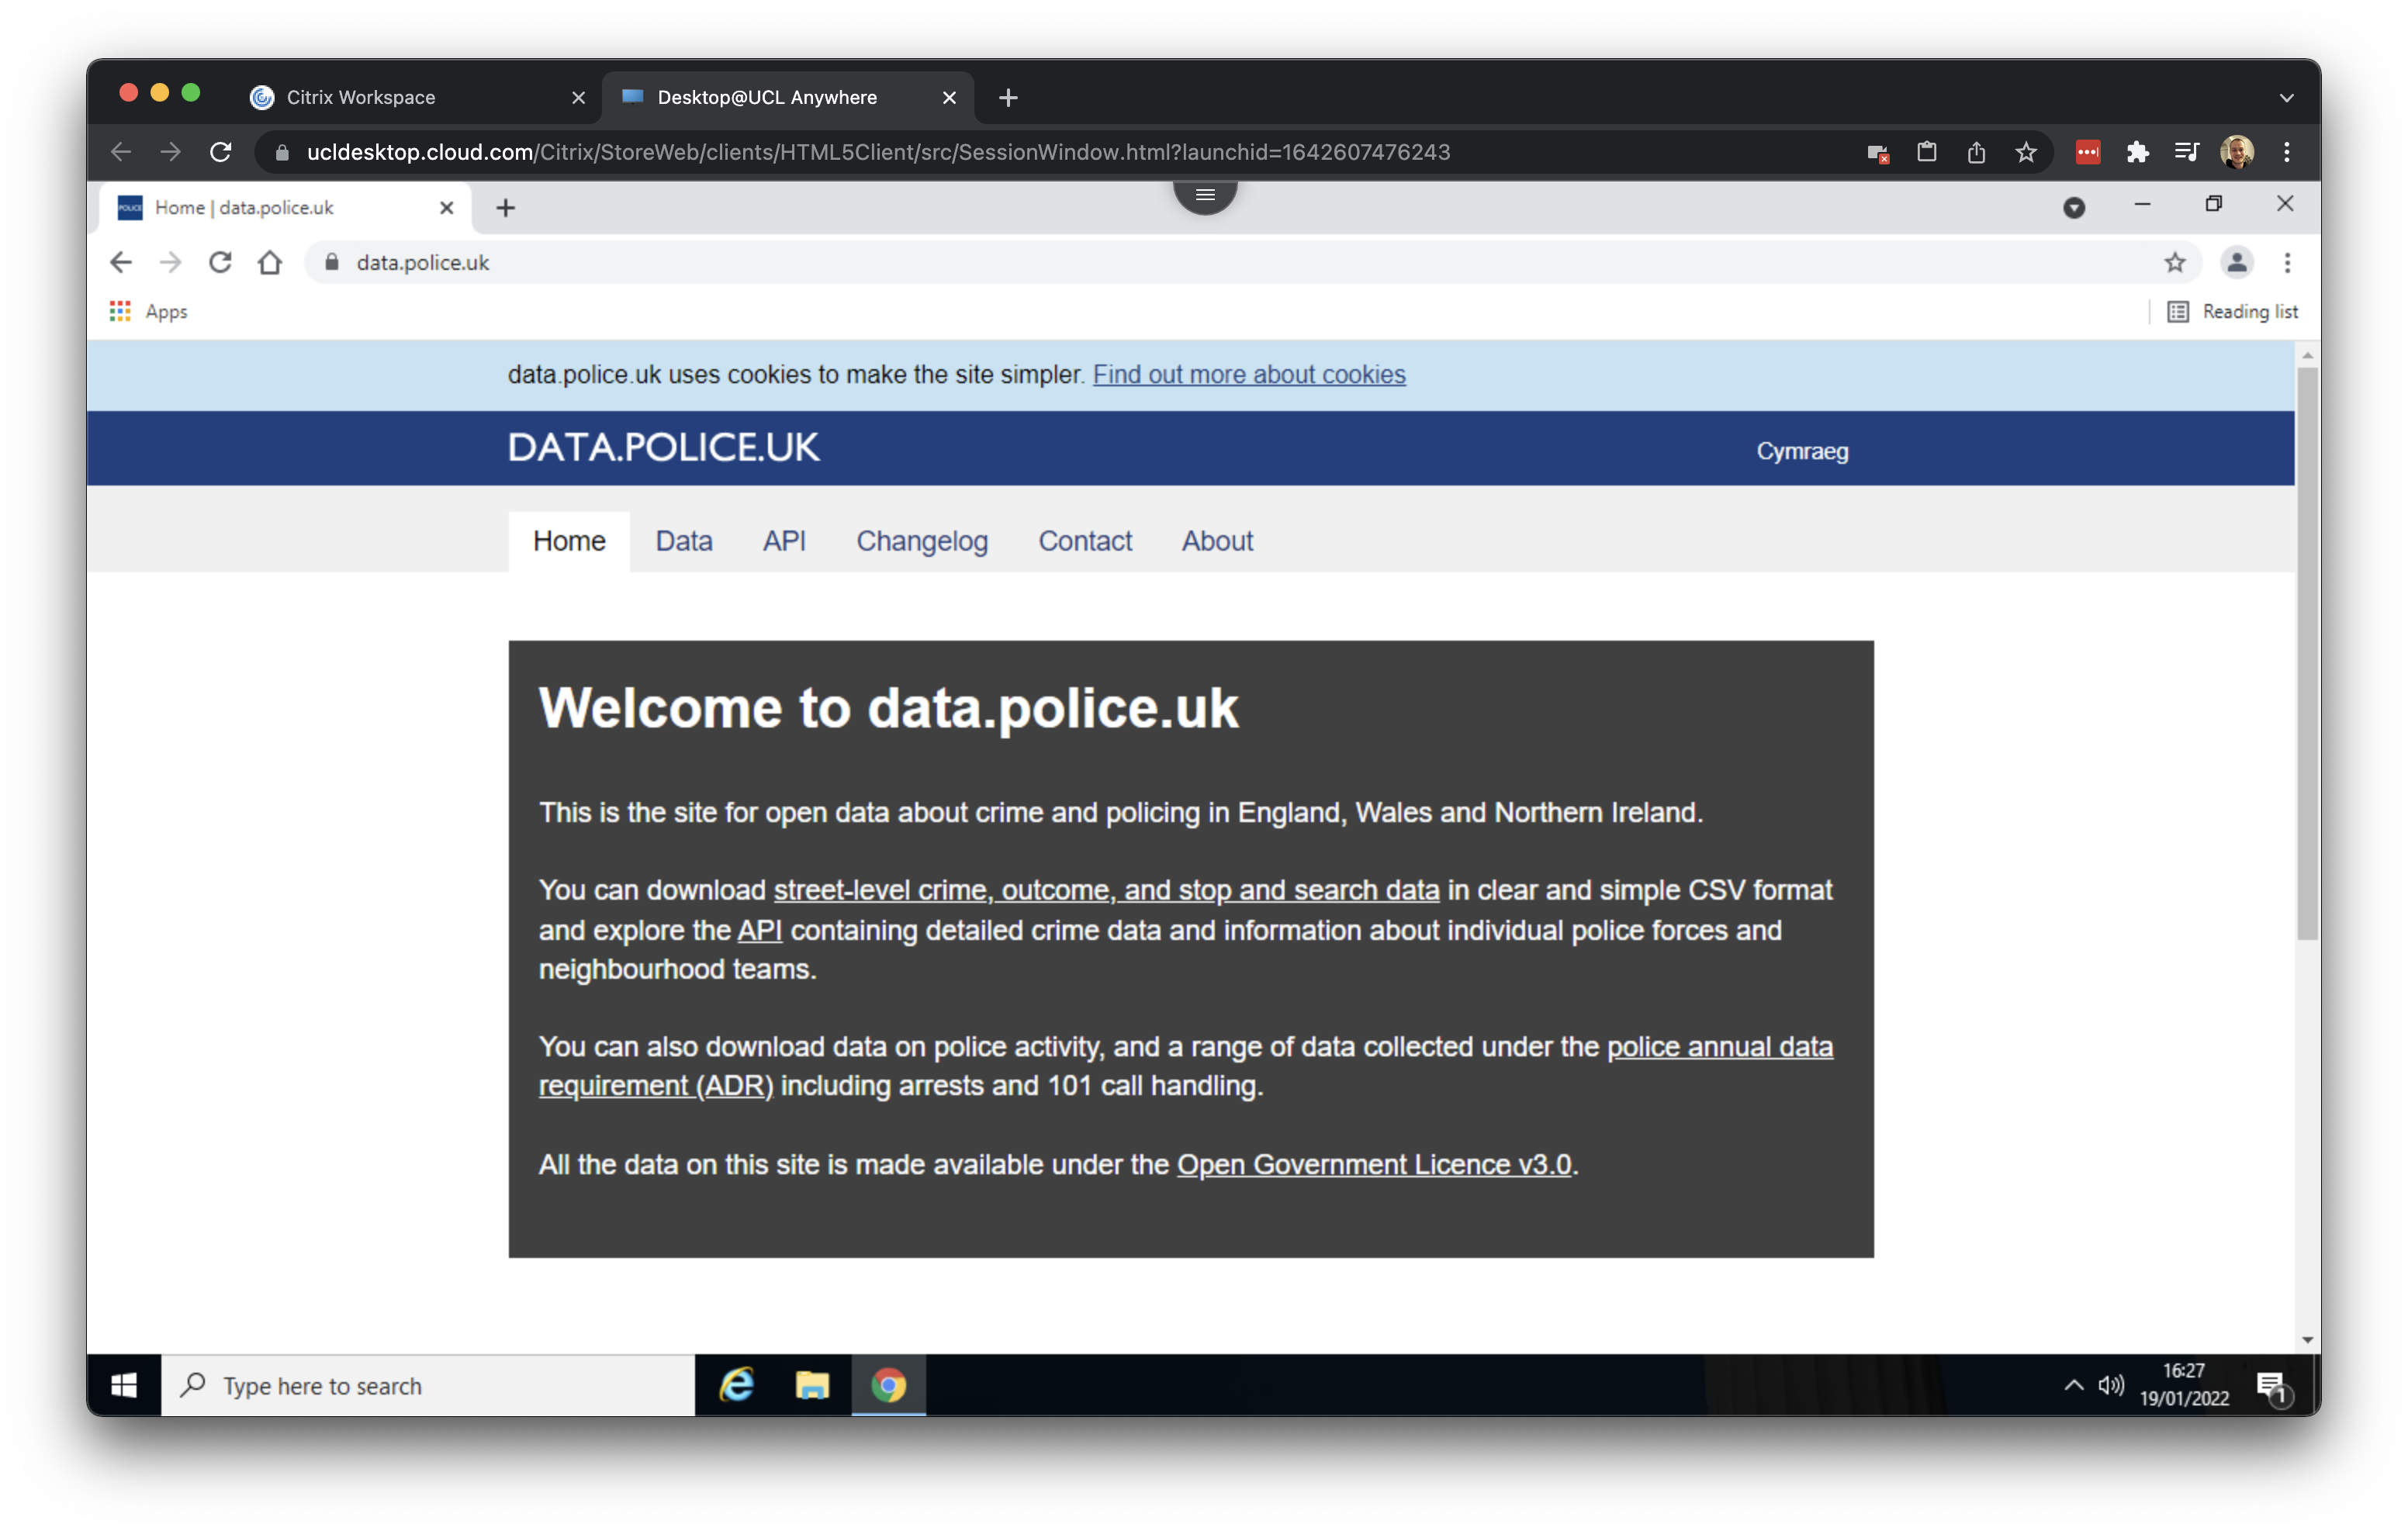 Citrix Workspace
Desktop@UCL Anywhere
ucldesktop.cloud.com/Citrix/StoreWeb/clients/HTML5Client/src/SessionWindow.html?launchid=1642607476243
POLICE Home | data.police.uk
data.police.uk
Apps
Reading list
data.police.uk uses cookies to make the site simpler. Find out more about cookies
DATA.POLICE.UK
Cymraeg
Home Data API Changelog Contact About
Welcome to data.police.uk
This is the site for open data about crime and policing in England, Wales and Northern Ireland.
You can download street-level crime, outcome, and stop and search data in clear and simple CSV format
and explore the API containing detailed crime data and information about individual police forces and
neighbourhood teams.
You can also download data on police activity, and a range of data collected under the police annual data
requirement (ADR) including arrests and 101 call handling.
All the data on this site is made available under the Open Government Licence v3.0.
Type here to search
16:27
19/01/2022
1